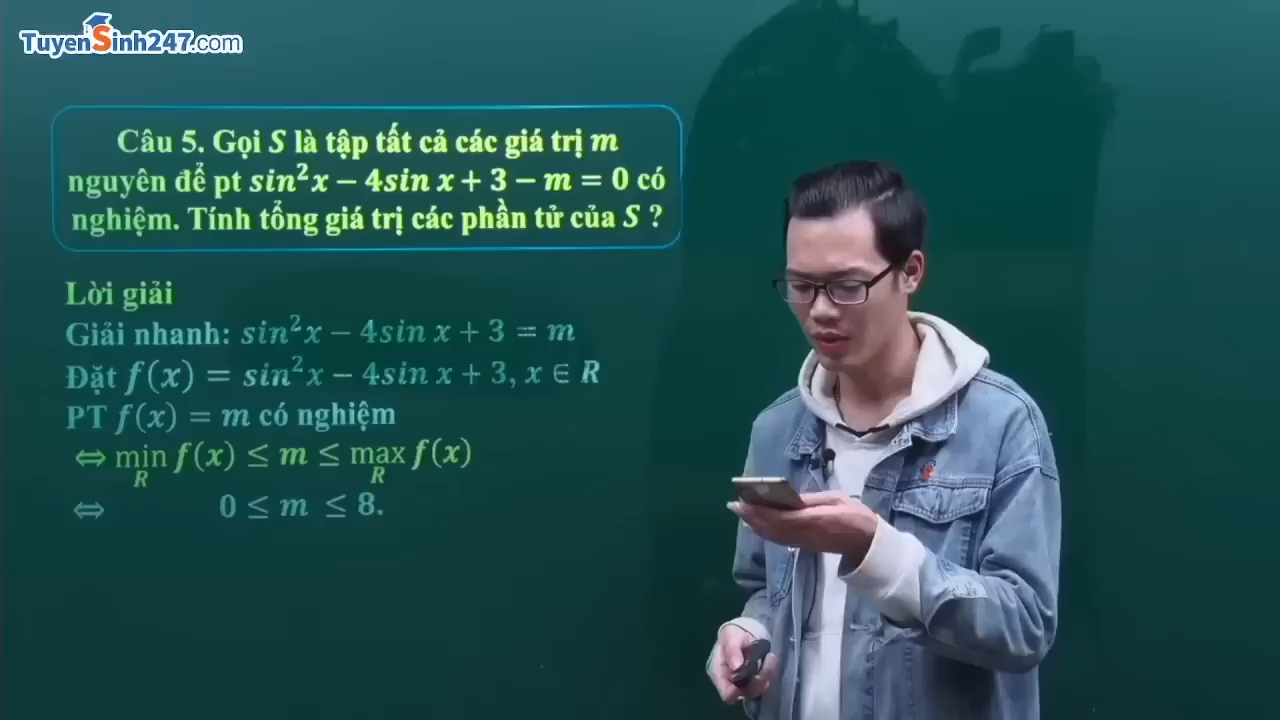 TuyenSinh247.com
Câu 5. Gọi S là tập tất cả các giá trị m
nguyên để pt sin²x − 4sin x + 3 − m = 0 có
nghiệm. Tính tổng giá trị các phần tử của S ?
Lời giải
Giải nhanh: sin²x − 4sin x + 3 = m
Đặt f(x) = sin²x − 4sin x + 3, x ∈ R
PT f(x) = m có nghiệm
⇔ min f(x) ≤ m ≤ max f(x)
R R
⇔ 0 ≤ m ≤ 8.